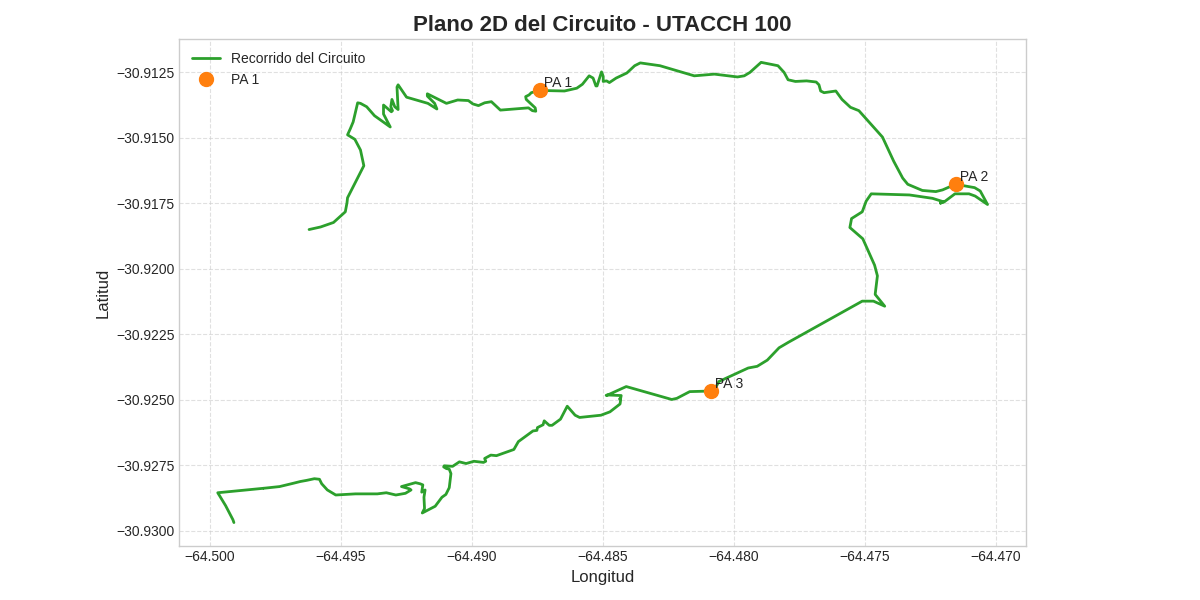 Plano 2D del Circuito - UTACCH 100
Recorrido del Circuito
PA 1
PA 1
PA 2
PA 3
−30.9125
−30.9150
−30.9175
−30.9200
−30.9225
−30.9250
−30.9275
−30.9300
Latitud
−64.500 −64.495 −64.490 −64.485 −64.480 −64.475 −64.470
Longitud